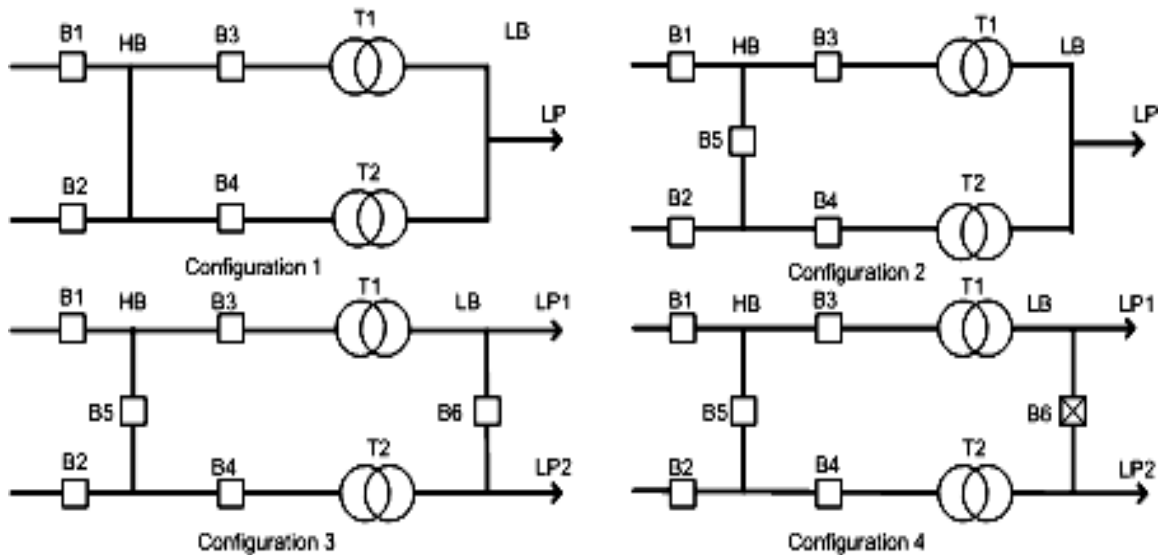 B1 HB B3 T1 LB
LP
B2 B4 T2
Configuration 1
B1 HB B3 T1 LB
LP
B5
B2 B4 T2
Configuration 2
B1 HB B3 T1 LB LP1
B5 B6
B2 B4 T2 LP2
Configuration 3
B1 HB B3 T1 LB LP1
B5 B6
B2 B4 T2 LP2
Configuration 4